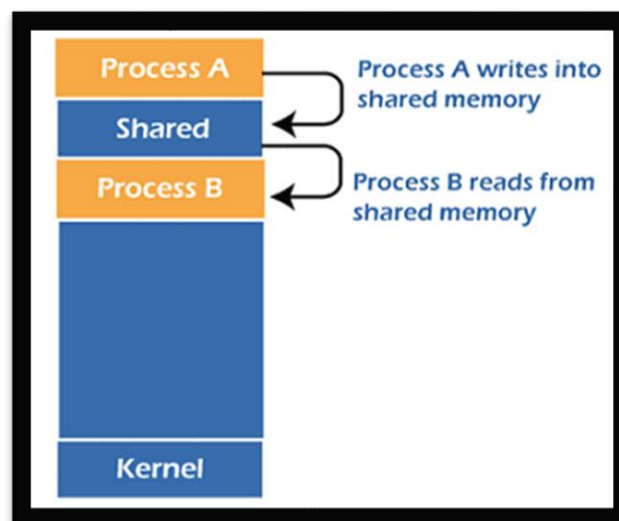 Process A
Process A writes into
shared memory
Shared
Process B
Process B reads from
shared memory
Kernel